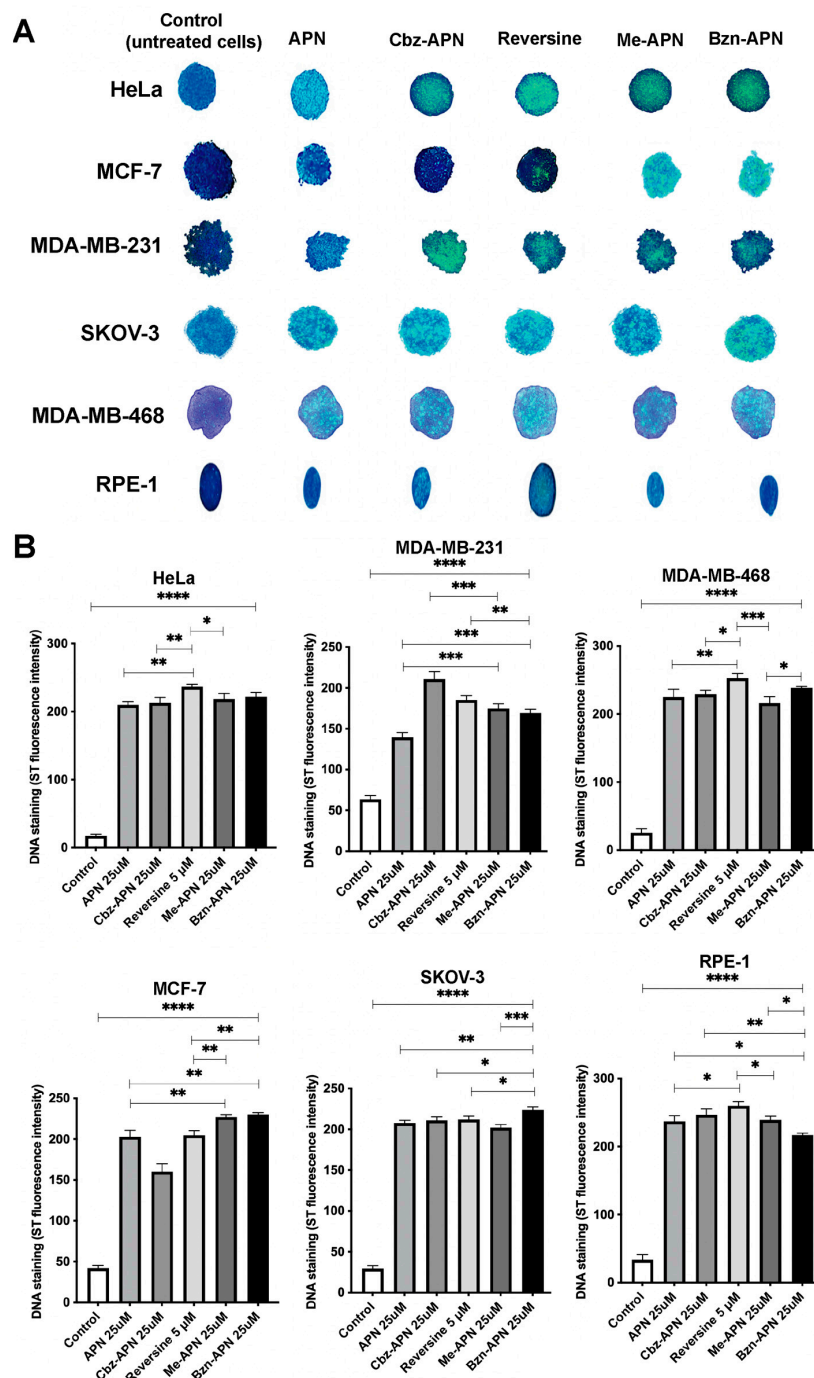 A
Control
(untreated cells)
APN
Cbz-APN
Reversine
Me-APN
Bzn-APN
HeLa
MCF-7
MDA-MB-231
SKOV-3
MDA-MB-468
RPE-1
B
HeLa
****
*
**
**
300
200
100
0
DNA staining (ST fluorescence intensity)
Control
APN 25uM
Cbz-APN 25uM
Reversine 5 μM
Me-APN 25uM
Bzn-APN 25uM
MDA-MB-231
****
***
**
***
***
250
200
150
100
50
0
DNA staining (ST fluorescence intensity)
Control
APN 25uM
Cbz-APN 25uM
Reversine 5 μM
Me-APN 25uM
Bzn-APN 25uM
MDA-MB-468
****
***
*
**
*
300
200
100
0
DNA staining (ST fluorescence intensity)
Control
APN 25uM
Cbz-APN 25uM
Reversine 5 μM
Me-APN 25uM
Bzn-APN 25uM
MCF-7
****
**
**
**
**
250
200
150
100
50
0
DNA staining (ST fluorescence intensity)
Control
APN 25uM
Cbz-APN 25uM
Reversine 5 μM
Me-APN 25uM
Bzn-APN 25uM
SKOV-3
****
***
**
*
*
250
200
150
100
50
0
DNA staining (ST fluorescence intensity)
Control
APN 25uM
Cbz-APN 25uM
Reversine 5 μM
Me-APN 25uM
Bzn-APN 25uM
RPE-1
****
*
**
*
*
*
300
200
100
0
DNA staining (ST fluorescence intensity)
Control
APN 25uM
Cbz-APN 25uM
Reversine 5 μM
Me-APN 25uM
Bzn-APN 25uM